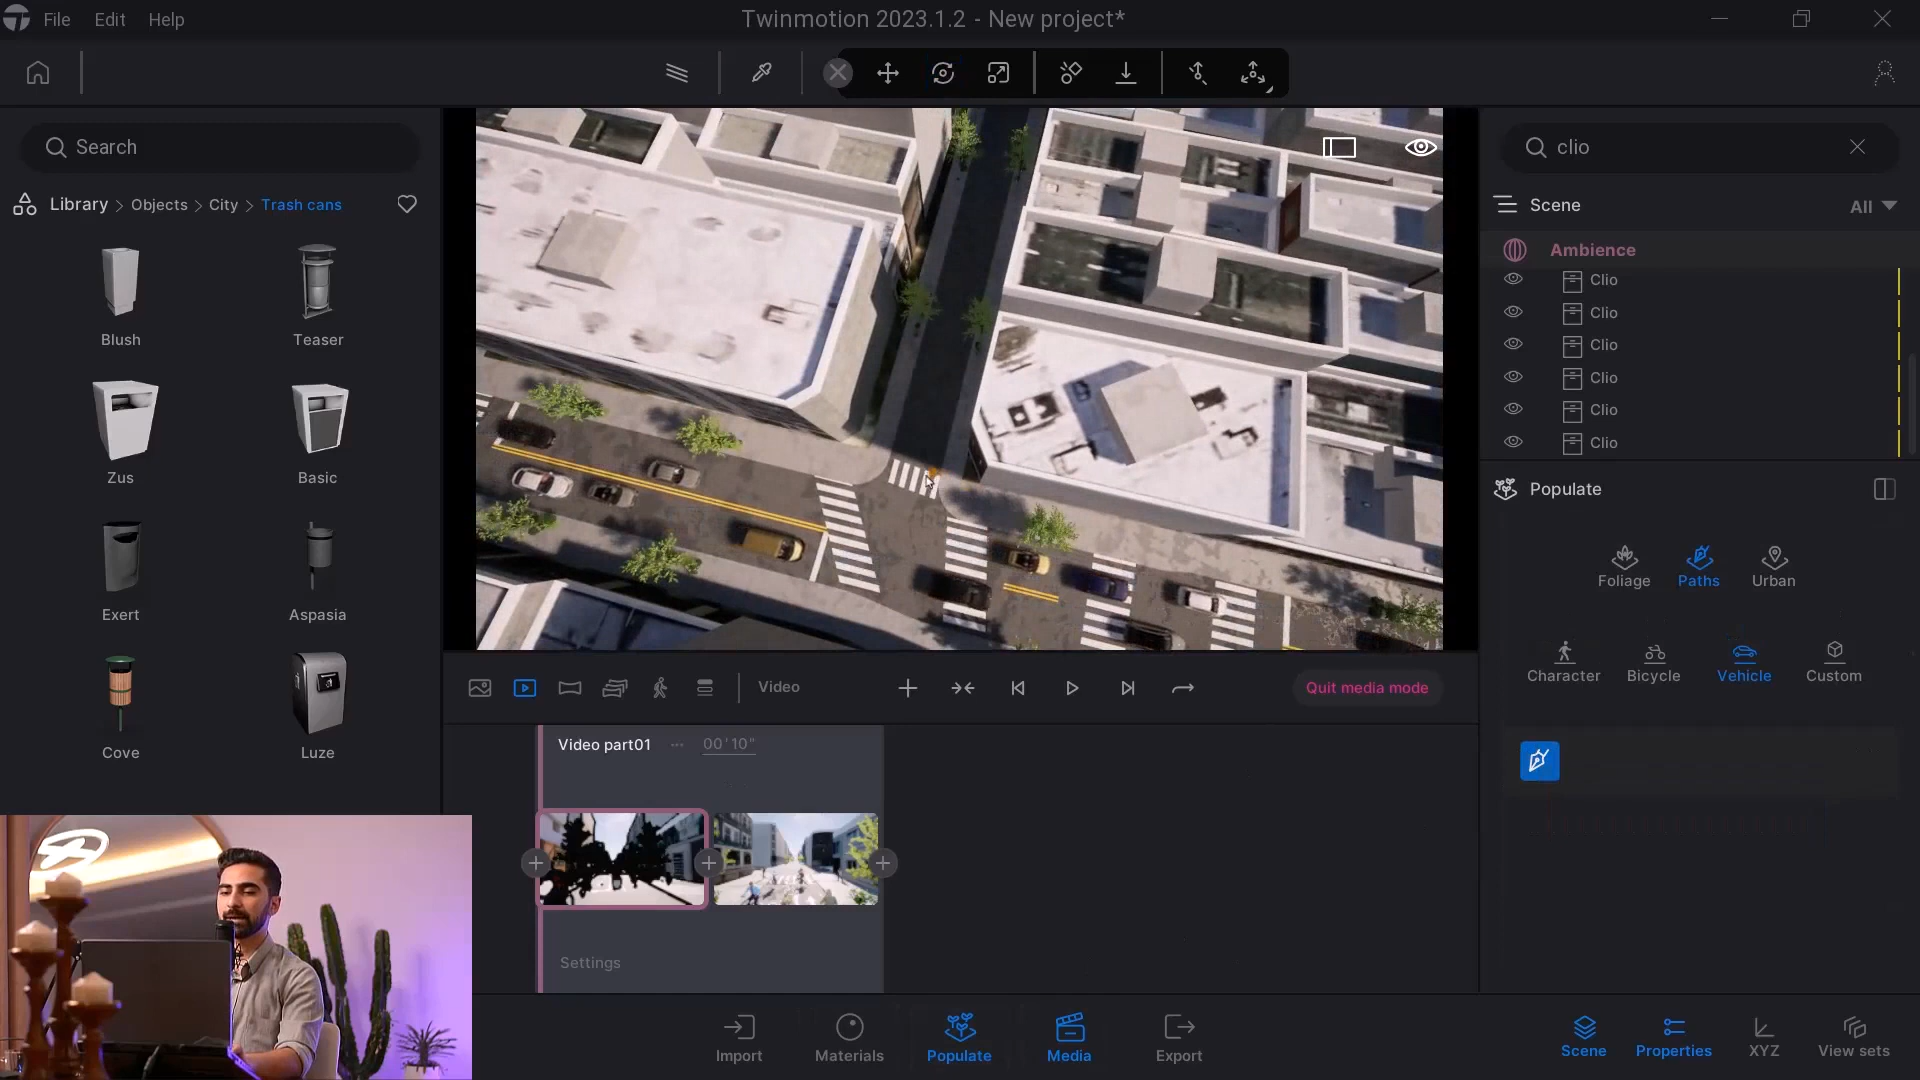 File Edit Help
Twinmotion 2023.1.2 - New project*
Search
Library > Objects > City > Trash cans
Blush
Teaser
Zus
Basic
Exert
Aspasia
Cove
Luze
Video
Quit media mode
Video part01 ... 00'10"
Settings
Import
Materials
Populate
Media
Export
clio
Scene
All
Ambience
Clio
Clio
Clio
Clio
Clio
Clio
Populate
Foliage
Paths
Urban
Character
Bicycle
Vehicle
Custom
Scene
Properties
XYZ
View sets